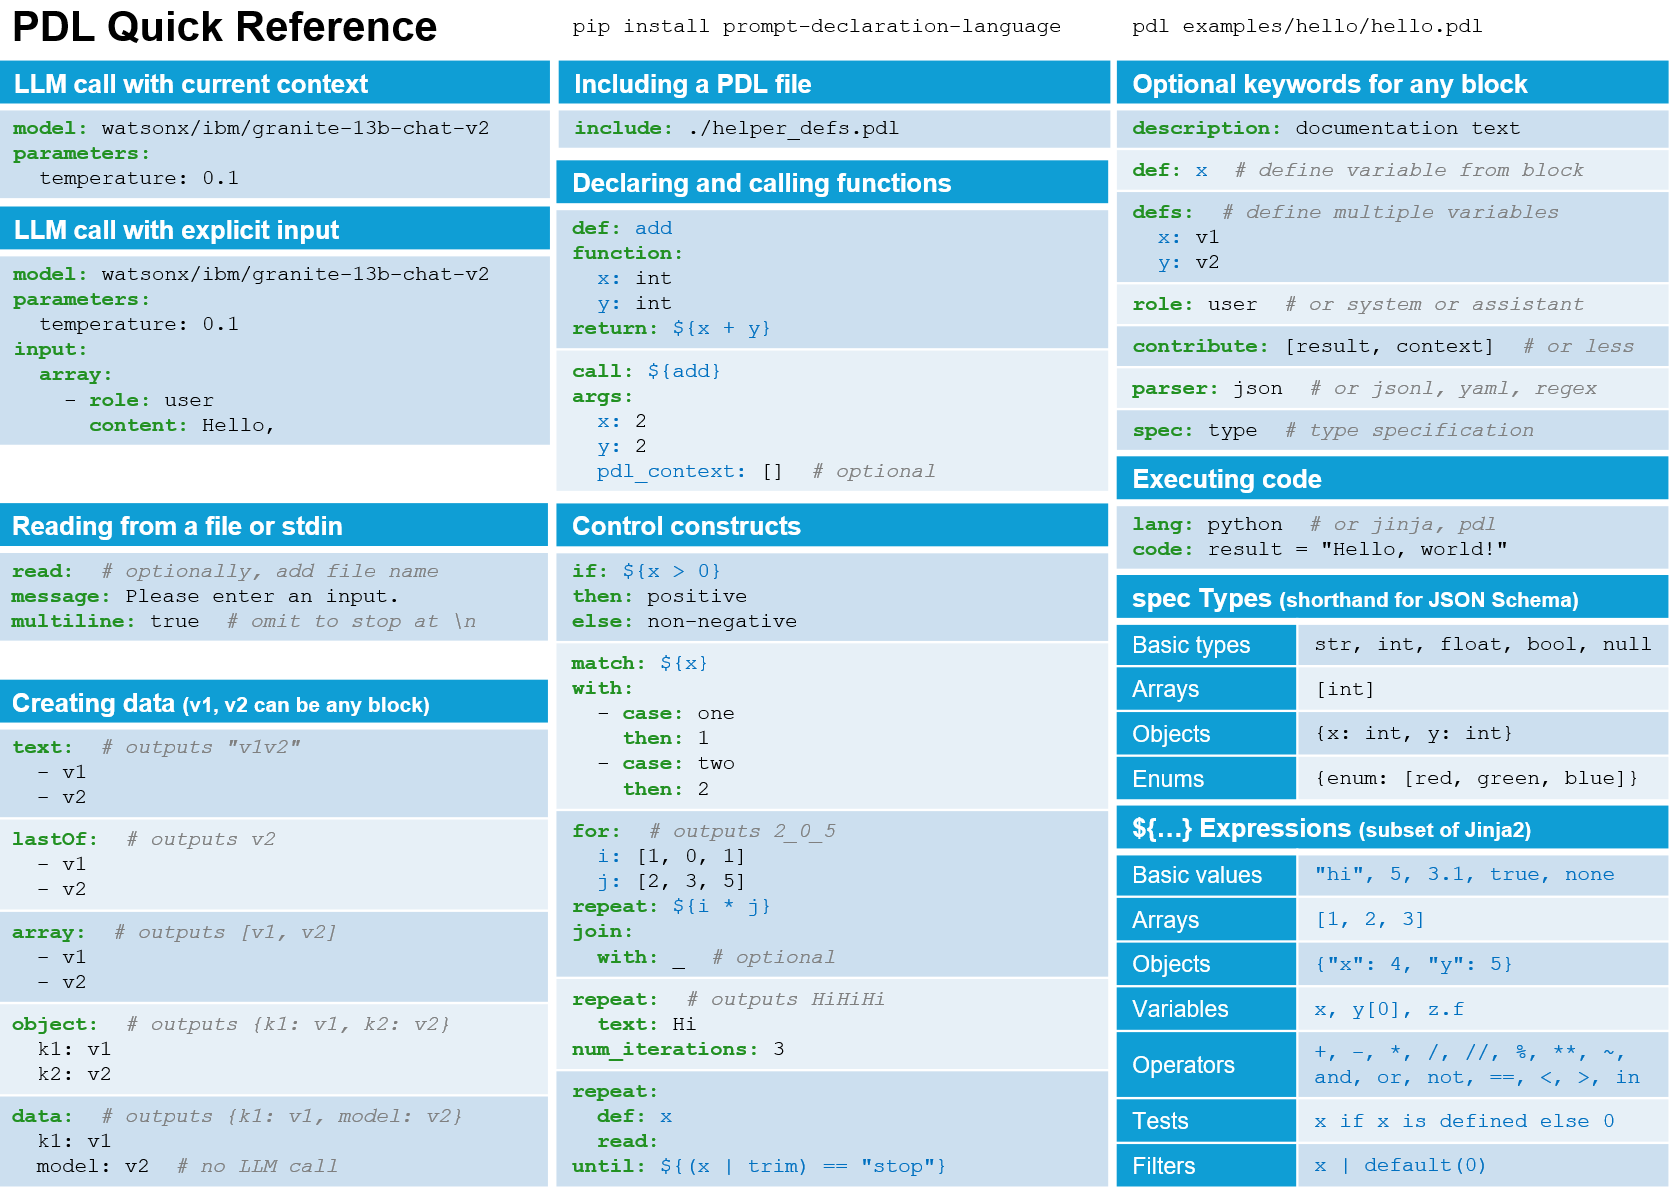 PDL Quick Reference
pip install prompt-declaration-language
pdl examples/hello/hello.pdl
LLM call with current context
model: watsonx/ibm/granite-13b-chat-v2
parameters:
  temperature: 0.1
LLM call with explicit input
model: watsonx/ibm/granite-13b-chat-v2
parameters:
  temperature: 0.1
input:
  array:
    - role: user
      content: Hello,
Reading from a file or stdin
read:  # optionally, add file name
message: Please enter an input.
multiline: true  # omit to stop at \n
Creating data (v1, v2 can be any block)
text:  # outputs "v1v2"
  - v1
  - v2
lastOf:  # outputs v2
  - v1
  - v2
array:  # outputs [v1, v2]
  - v1
  - v2
object:  # outputs {k1: v1, k2: v2}
  k1: v1
  k2: v2
data:  # outputs {k1: v1, model: v2}
  k1: v1
  model: v2  # no LLM call
Including a PDL file
include: ./helper_defs.pdl
Declaring and calling functions
def: add
function:
  x: int
  y: int
return: ${x + y}
call: ${add}
args:
  x: 2
  y: 2
  pdl_context: []  # optional
Control constructs
if: ${x > 0}
then: positive
else: non-negative
match: ${x}
with:
  - case: one
    then: 1
  - case: two
    then: 2
for:  # outputs 2_0_5
  i: [1, 0, 1]
  j: [2, 3, 5]
repeat: ${i * j}
join:
  with: _  # optional
repeat:  # outputs HiHiHi
  text: Hi
num_iterations: 3
repeat:
  def: x
  read:
until: ${(x | trim) == "stop"}
Optional keywords for any block
description: documentation text
def: x  # define variable from block
defs:  # define multiple variables
  x: v1
  y: v2
role: user  # or system or assistant
contribute: [result, context]  # or less
parser: json  # or jsonl, yaml, regex
spec: type  # type specification
Executing code
lang: python  # or jinja, pdl
code: result = "Hello, world!"
spec Types (shorthand for JSON Schema)
Basic types str, int, float, bool, null
Arrays [int]
Objects {x: int, y: int}
Enums {enum: [red, green, blue]}
${…} Expressions (subset of Jinja2)
Basic values "hi", 5, 3.1, true, none
Arrays [1, 2, 3]
Objects {"x": 4, "y": 5}
Variables x, y[0], z.f
Operators +, -, *, /, //, %, **, ~,
and, or, not, ==, <, >, in
Tests x if x is defined else 0
Filters x | default(0)